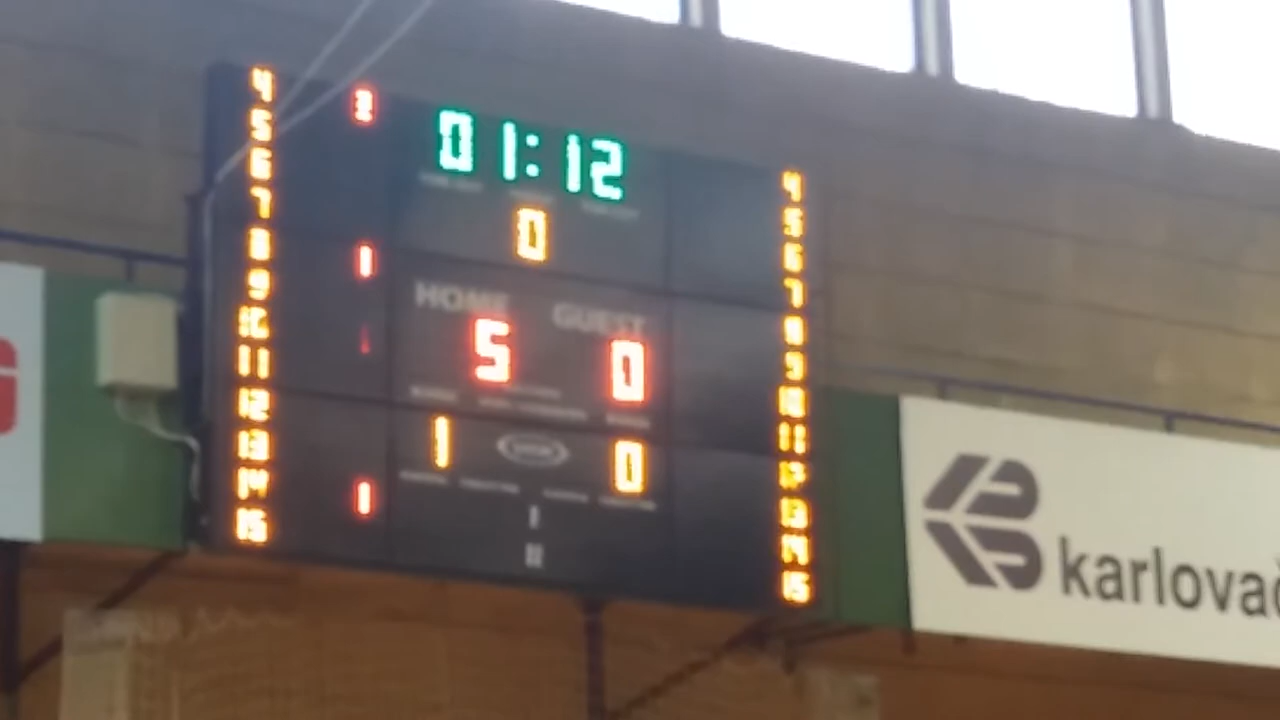 4 2 01:12
5 4
6 0 5
7 6
8 1 7
HOME GUEST
9 8
5 0
10 9
11 10
12 11
1 0
13 12
14 1 13
I
15 14
II
15
karlovač